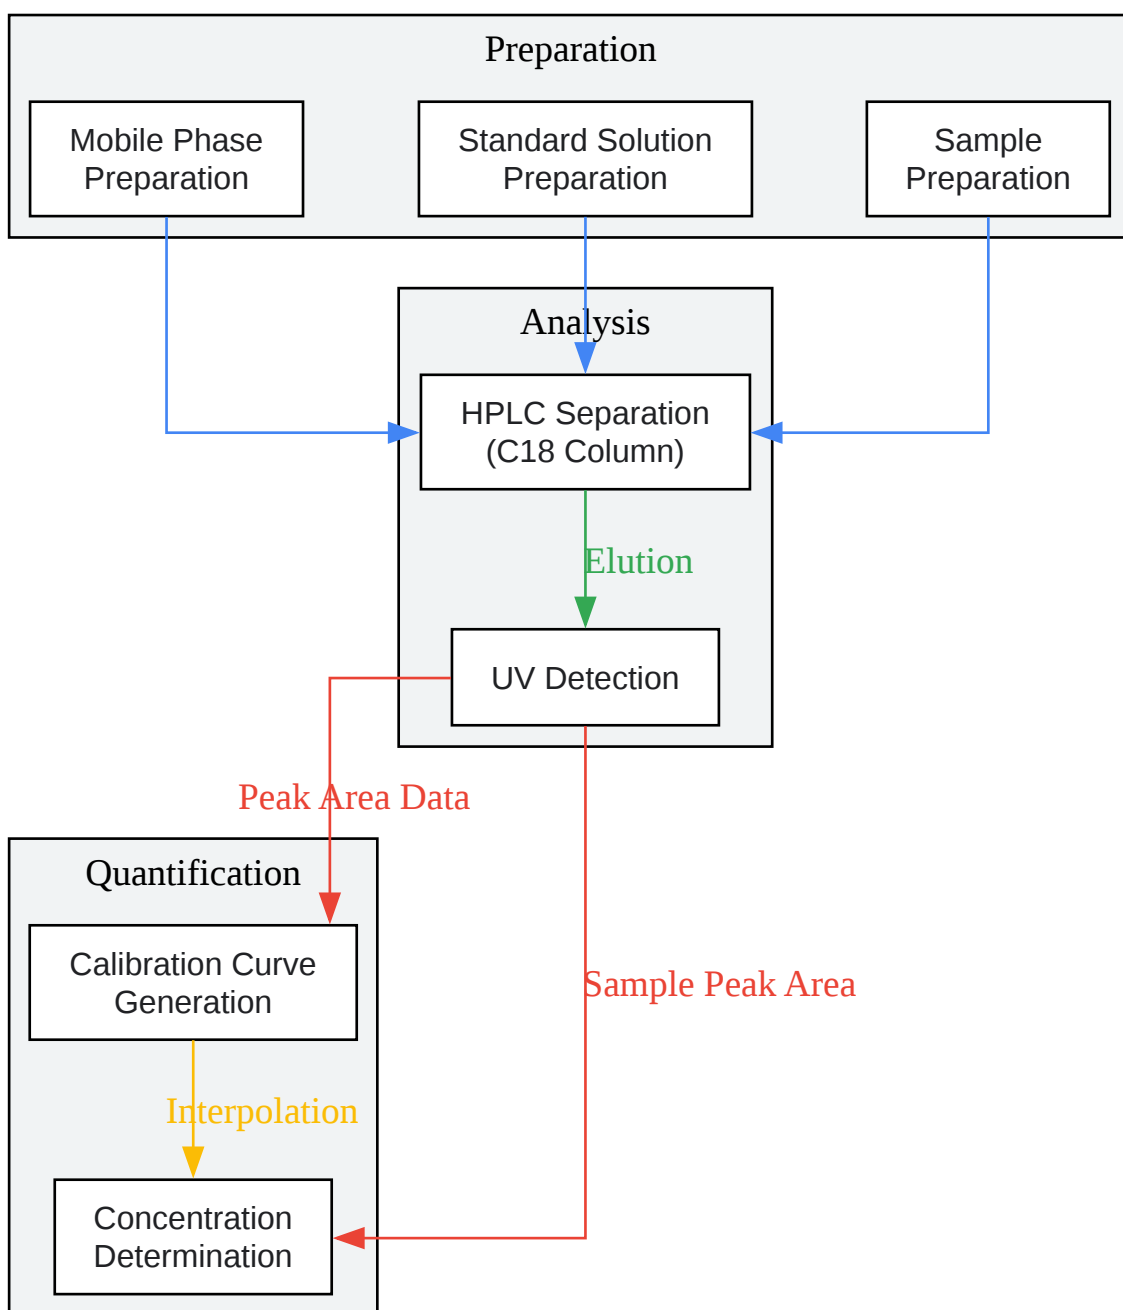 Preparation
Mobile Phase
Preparation
Standard Solution
Preparation
Sample
Preparation
Analysis
HPLC Separation
(C18 Column)
Elution
UV Detection
Peak Area Data
Quantification
Calibration Curve
Generation
Sample Peak Area
Interpolation
Concentration
Determination